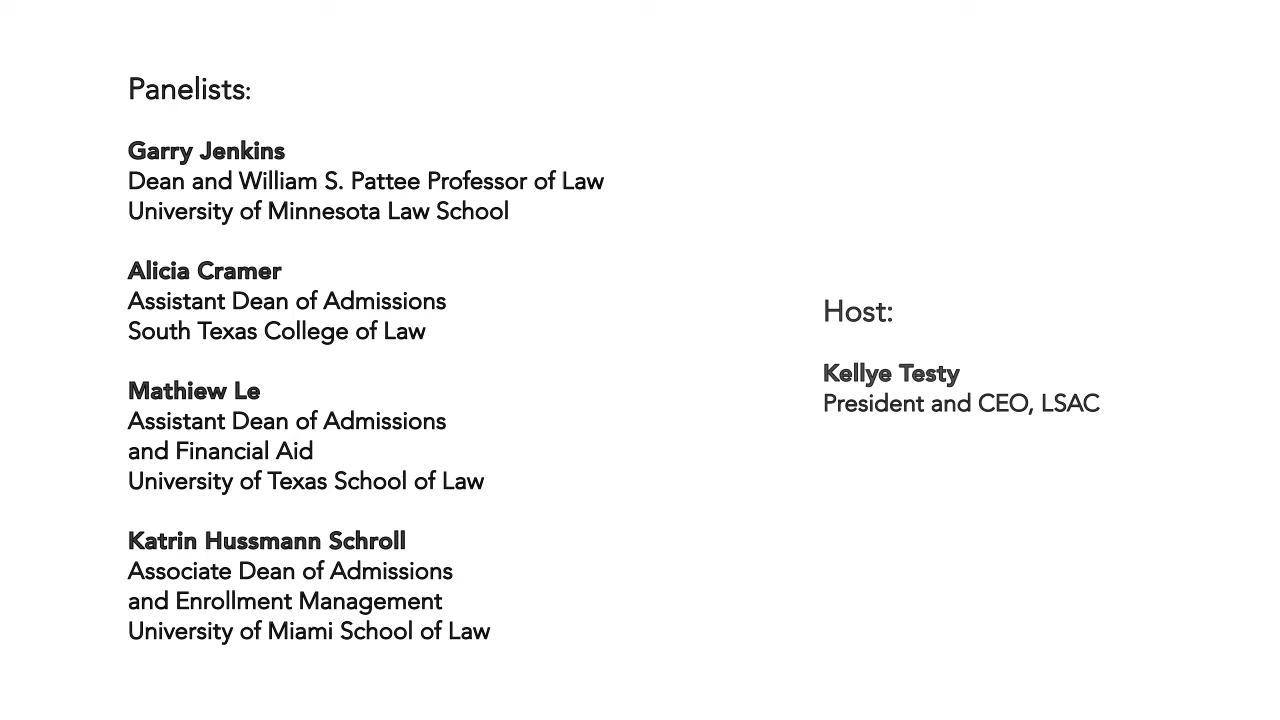 Panelists:
Garry Jenkins
Dean and William S. Pattee Professor of Law
University of Minnesota Law School
Alicia Cramer
Assistant Dean of Admissions
South Texas College of Law
Mathiew Le
Assistant Dean of Admissions
and Financial Aid
University of Texas School of Law
Katrin Hussmann Schroll
Associate Dean of Admissions
and Enrollment Management
University of Miami School of Law
Host:
Kellye Testy
President and CEO, LSAC